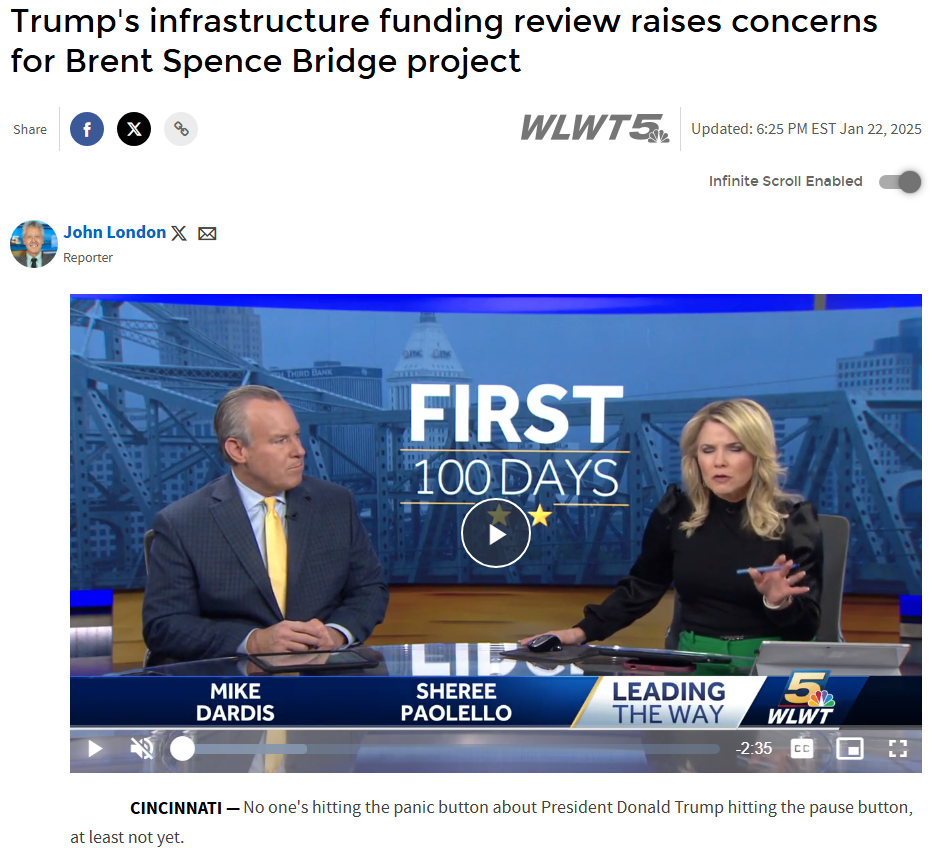 Trump's infrastructure funding review raises concerns
for Brent Spence Bridge project
Share
WLWT5
Updated: 6:25 PM EST Jan 22, 2025
Infinite Scroll Enabled
John London
Reporter
THIRD BANK
FIRST
100 DAYS
MIKE
DARDIS
SHEREE
PAOLELLO
LEADING
THE WAY
5
WLWT
-2:35
CC
CINCINNATI — No one's hitting the panic button about President Donald Trump hitting the pause button,
at least not yet.